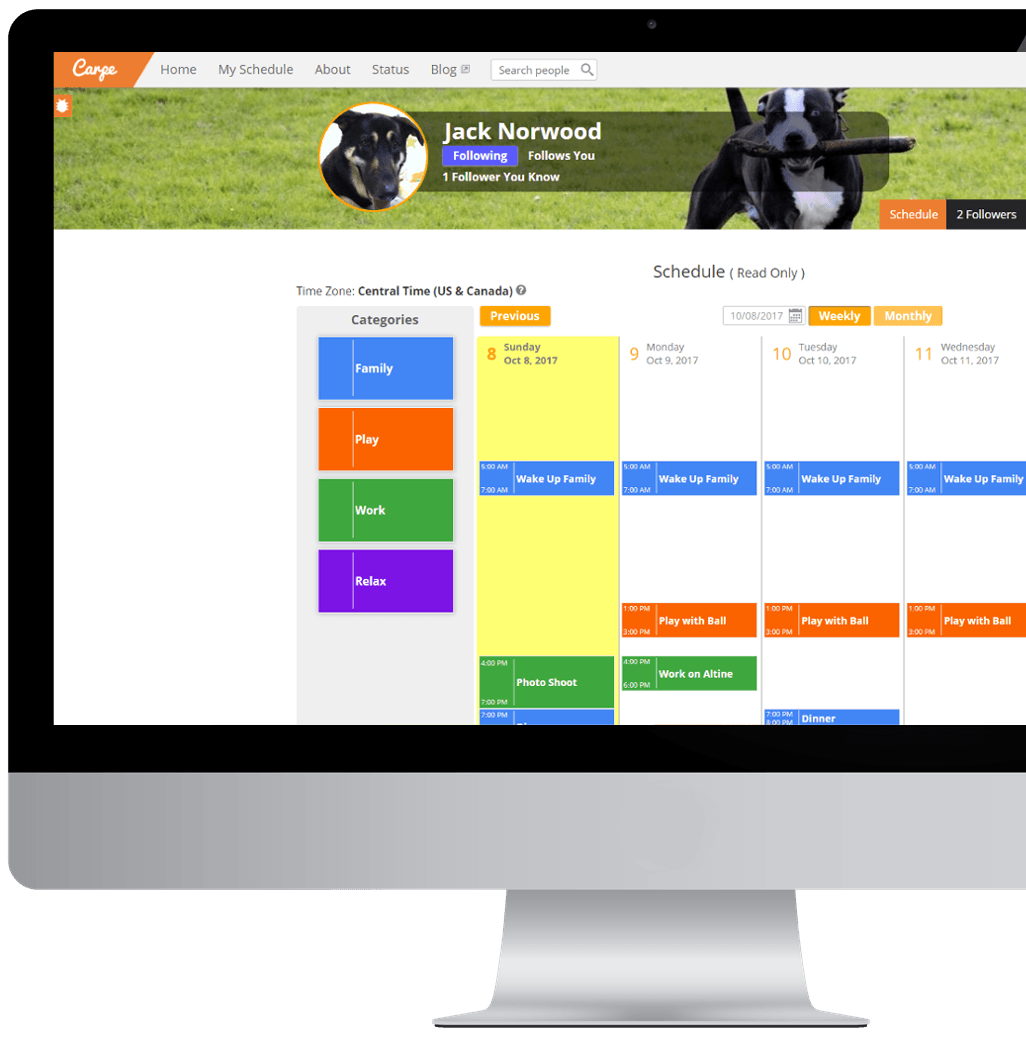 Carpe Home My Schedule About Status Blog Search people
Jack Norwood
Following Follows You
1 Follower You Know
Schedule 2 Followers
Schedule ( Read Only )
Time Zone: Central Time (US & Canada) ?
Categories
Previous 10/08/2017 Weekly Monthly
Family
Play
Work
Relax
8 Sunday Oct 8, 2017
9 Monday Oct 9, 2017
10 Tuesday Oct 10, 2017
11 Wednesday Oct 11, 2017
5:00 AM Wake Up Family 7:00 AM
5:00 AM Wake Up Family 7:00 AM
5:00 AM Wake Up Family 7:00 AM
5:00 AM Wake Up Family 7:00 AM
1:00 PM Play with Ball 3:00 PM
1:00 PM Play with Ball 3:00 PM
1:00 PM Play with Ball 3:00 PM
4:00 PM Photo Shoot 7:00 PM
4:00 PM Work on Altine 6:00 PM
7:00 PM
7:00 PM Dinner 8:00 PM